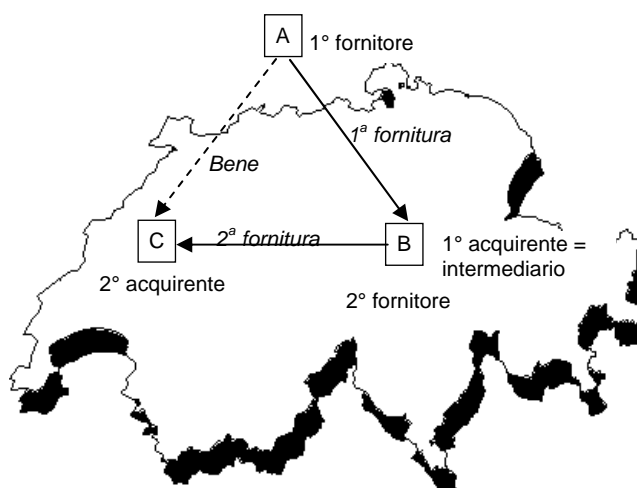 A
1° fornitore
1ª fornitura
Bene
C
2ª fornitura
B
1° acquirente =
intermediario
2° acquirente
2° fornitore